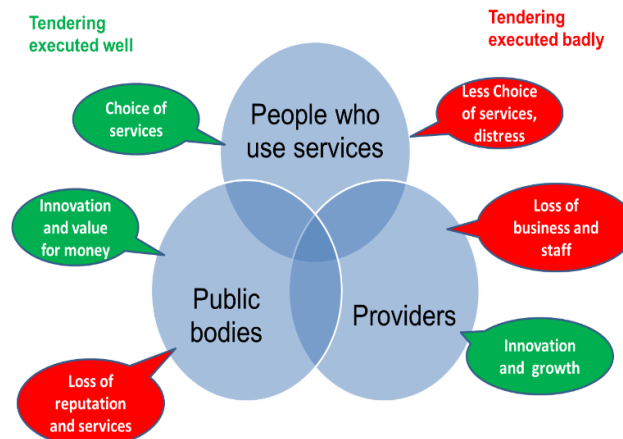 Tendering
executed well
Tendering
executed badly
Choice of
services
People who
use services
Less Choice
of services,
distress
Innovation
and value
for money
Loss of
business and
staff
Public
bodies
Providers
Innovation
and growth
Loss of
reputation
and services